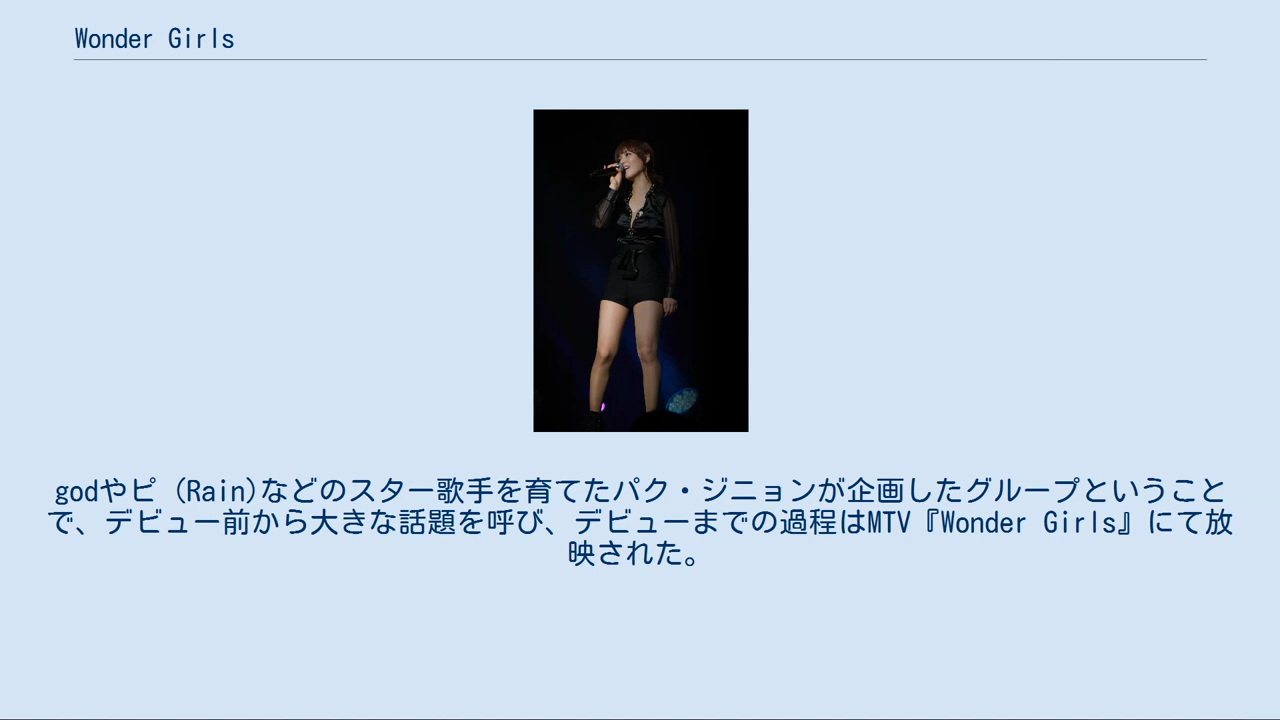 Wonder Girls
godやピ (Rain)などのスター歌手を育てたパク・ジニョンが企画したグループということ
で、デビュー前から大きな話題を呼び、デビューまでの過程はMTV『Wonder Girls』にて放
映された。